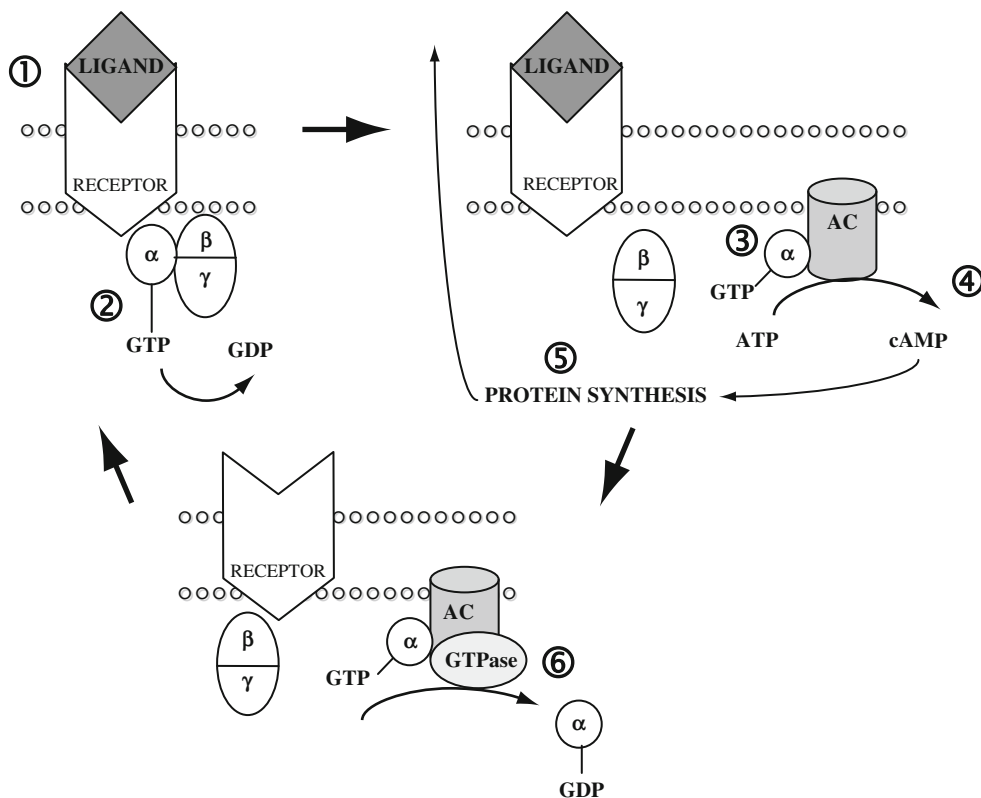 ①
LIGAND
RECEPTOR
α
β
γ
②
GTP
GDP
LIGAND
RECEPTOR
AC
③
α
β
γ
GTP
④
ATP
cAMP
⑤
PROTEIN SYNTHESIS
RECEPTOR
AC
β
γ
α
GTPase
⑥
GTP
α
GDP